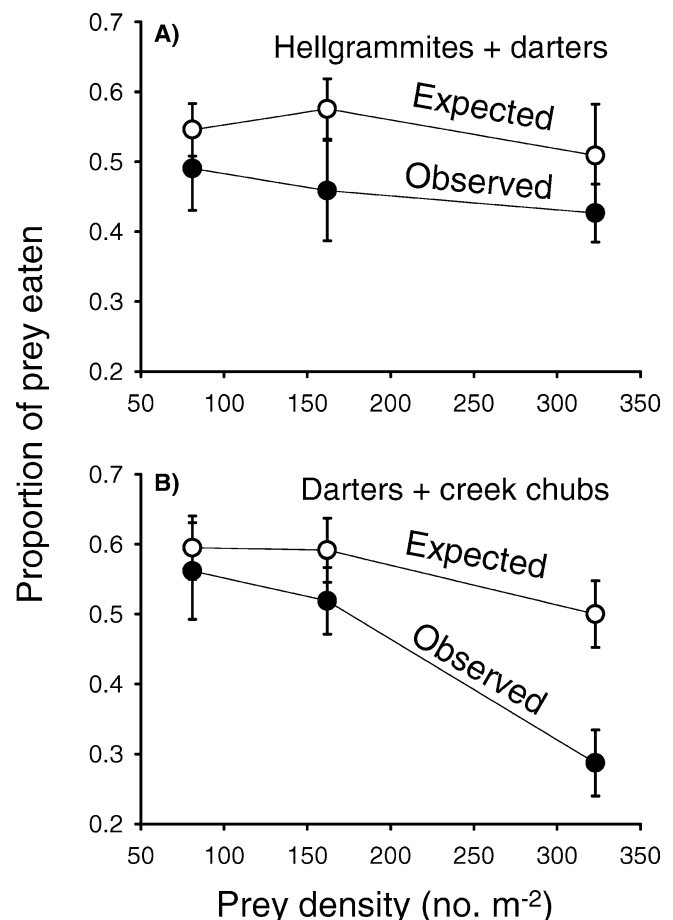 A)
Hellgrammites + darters
0.7
0.6
0.5
0.4
0.3
0.2
Expected
Observed
50 100 150 200 250 300 350
Proportion of prey eaten
B)
Darters + creek chubs
0.7
0.6
0.5
0.4
0.3
0.2
Expected
Observed
50 100 150 200 250 300 350
Prey density (no. m-2)